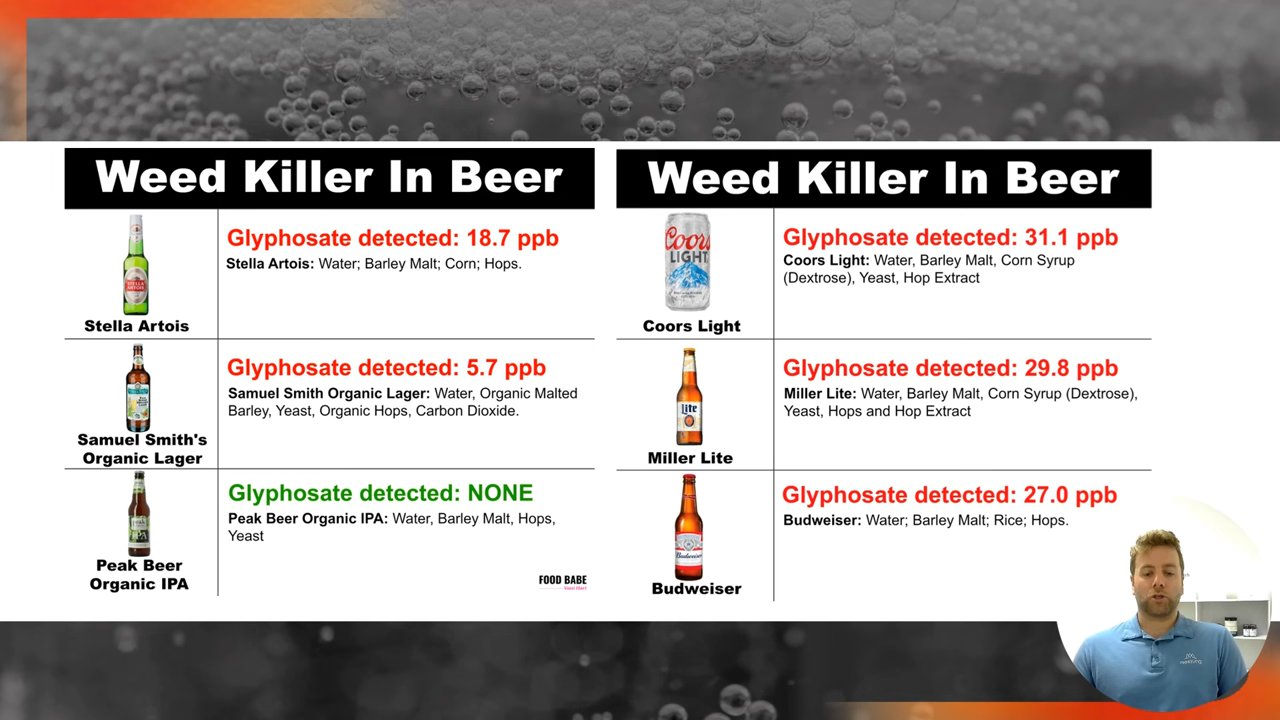 Weed Killer In Beer
Glyphosate detected: 18.7 ppb
Stella Artois: Water; Barley Malt; Corn; Hops.
Stella Artois
Glyphosate detected: 5.7 ppb
Samuel Smith Organic Lager: Water, Organic Malted
Barley, Yeast, Organic Hops, Carbon Dioxide.
Samuel Smith's
Organic Lager
Glyphosate detected: NONE
Peak Beer Organic IPA: Water, Barley Malt, Hops,
Yeast
Peak Beer
Organic IPA
FOOD BABE
Weed Killer In Beer
Glyphosate detected: 31.1 ppb
Coors Light: Water, Barley Malt, Corn Syrup
(Dextrose), Yeast, Hop Extract
Coors
LIGHT
Coors Light
Glyphosate detected: 29.8 ppb
Miller Lite: Water, Barley Malt, Corn Syrup (Dextrose),
Yeast, Hops and Hop Extract
Lite
Miller Lite
Glyphosate detected: 27.0 ppb
Budweiser: Water; Barley Malt; Rice; Hops.
Budweiser
Budweiser